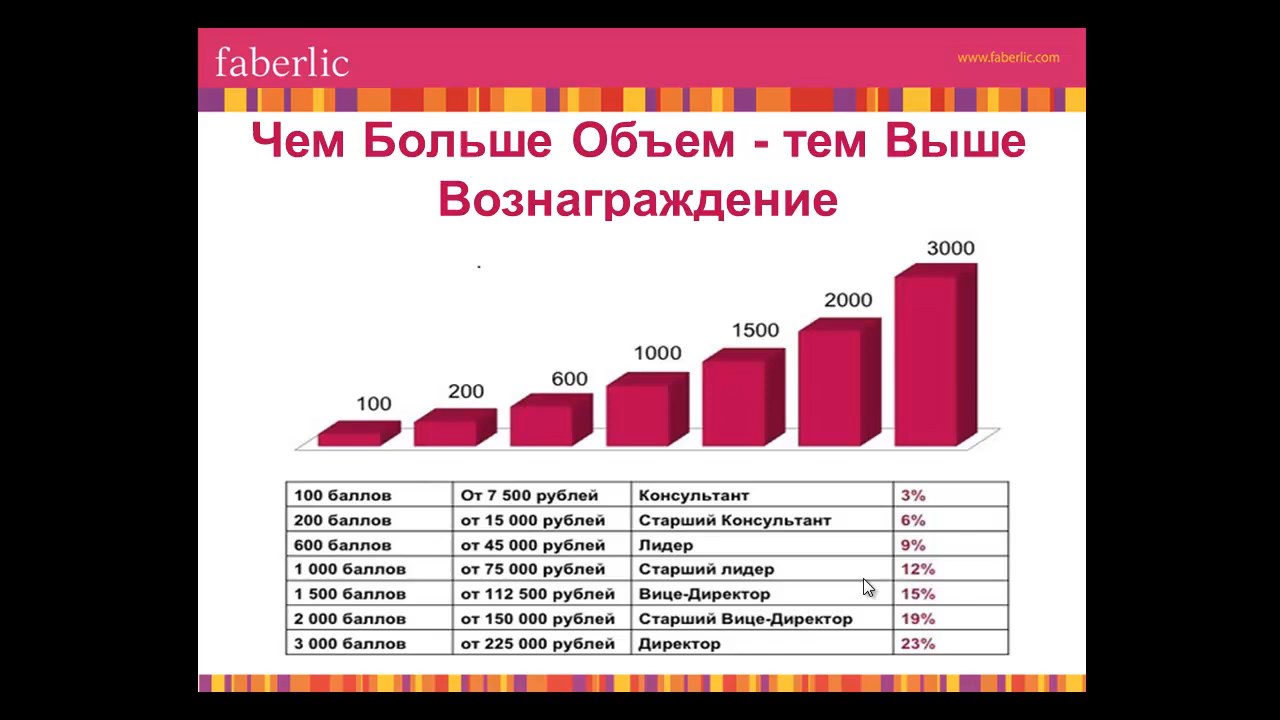 faberlic
www.faberlic.com
Чем Больше Объем - тем Выше
Вознаграждение
3000
2000
1500
1000
600
200
100
100 баллов От 7 500 рублей Консультант 3%
200 баллов от 15 000 рублей Старший Консультант 6%
600 баллов от 45 000 рублей Лидер 9%
1 000 баллов от 75 000 рублей Старший лидер 12%
1 500 баллов от 112 500 рублей Вице-Директор 15%
2 000 баллов от 150 000 рублей Старший Вице-Директор 19%
3 000 баллов от 225 000 рублей Директор 23%